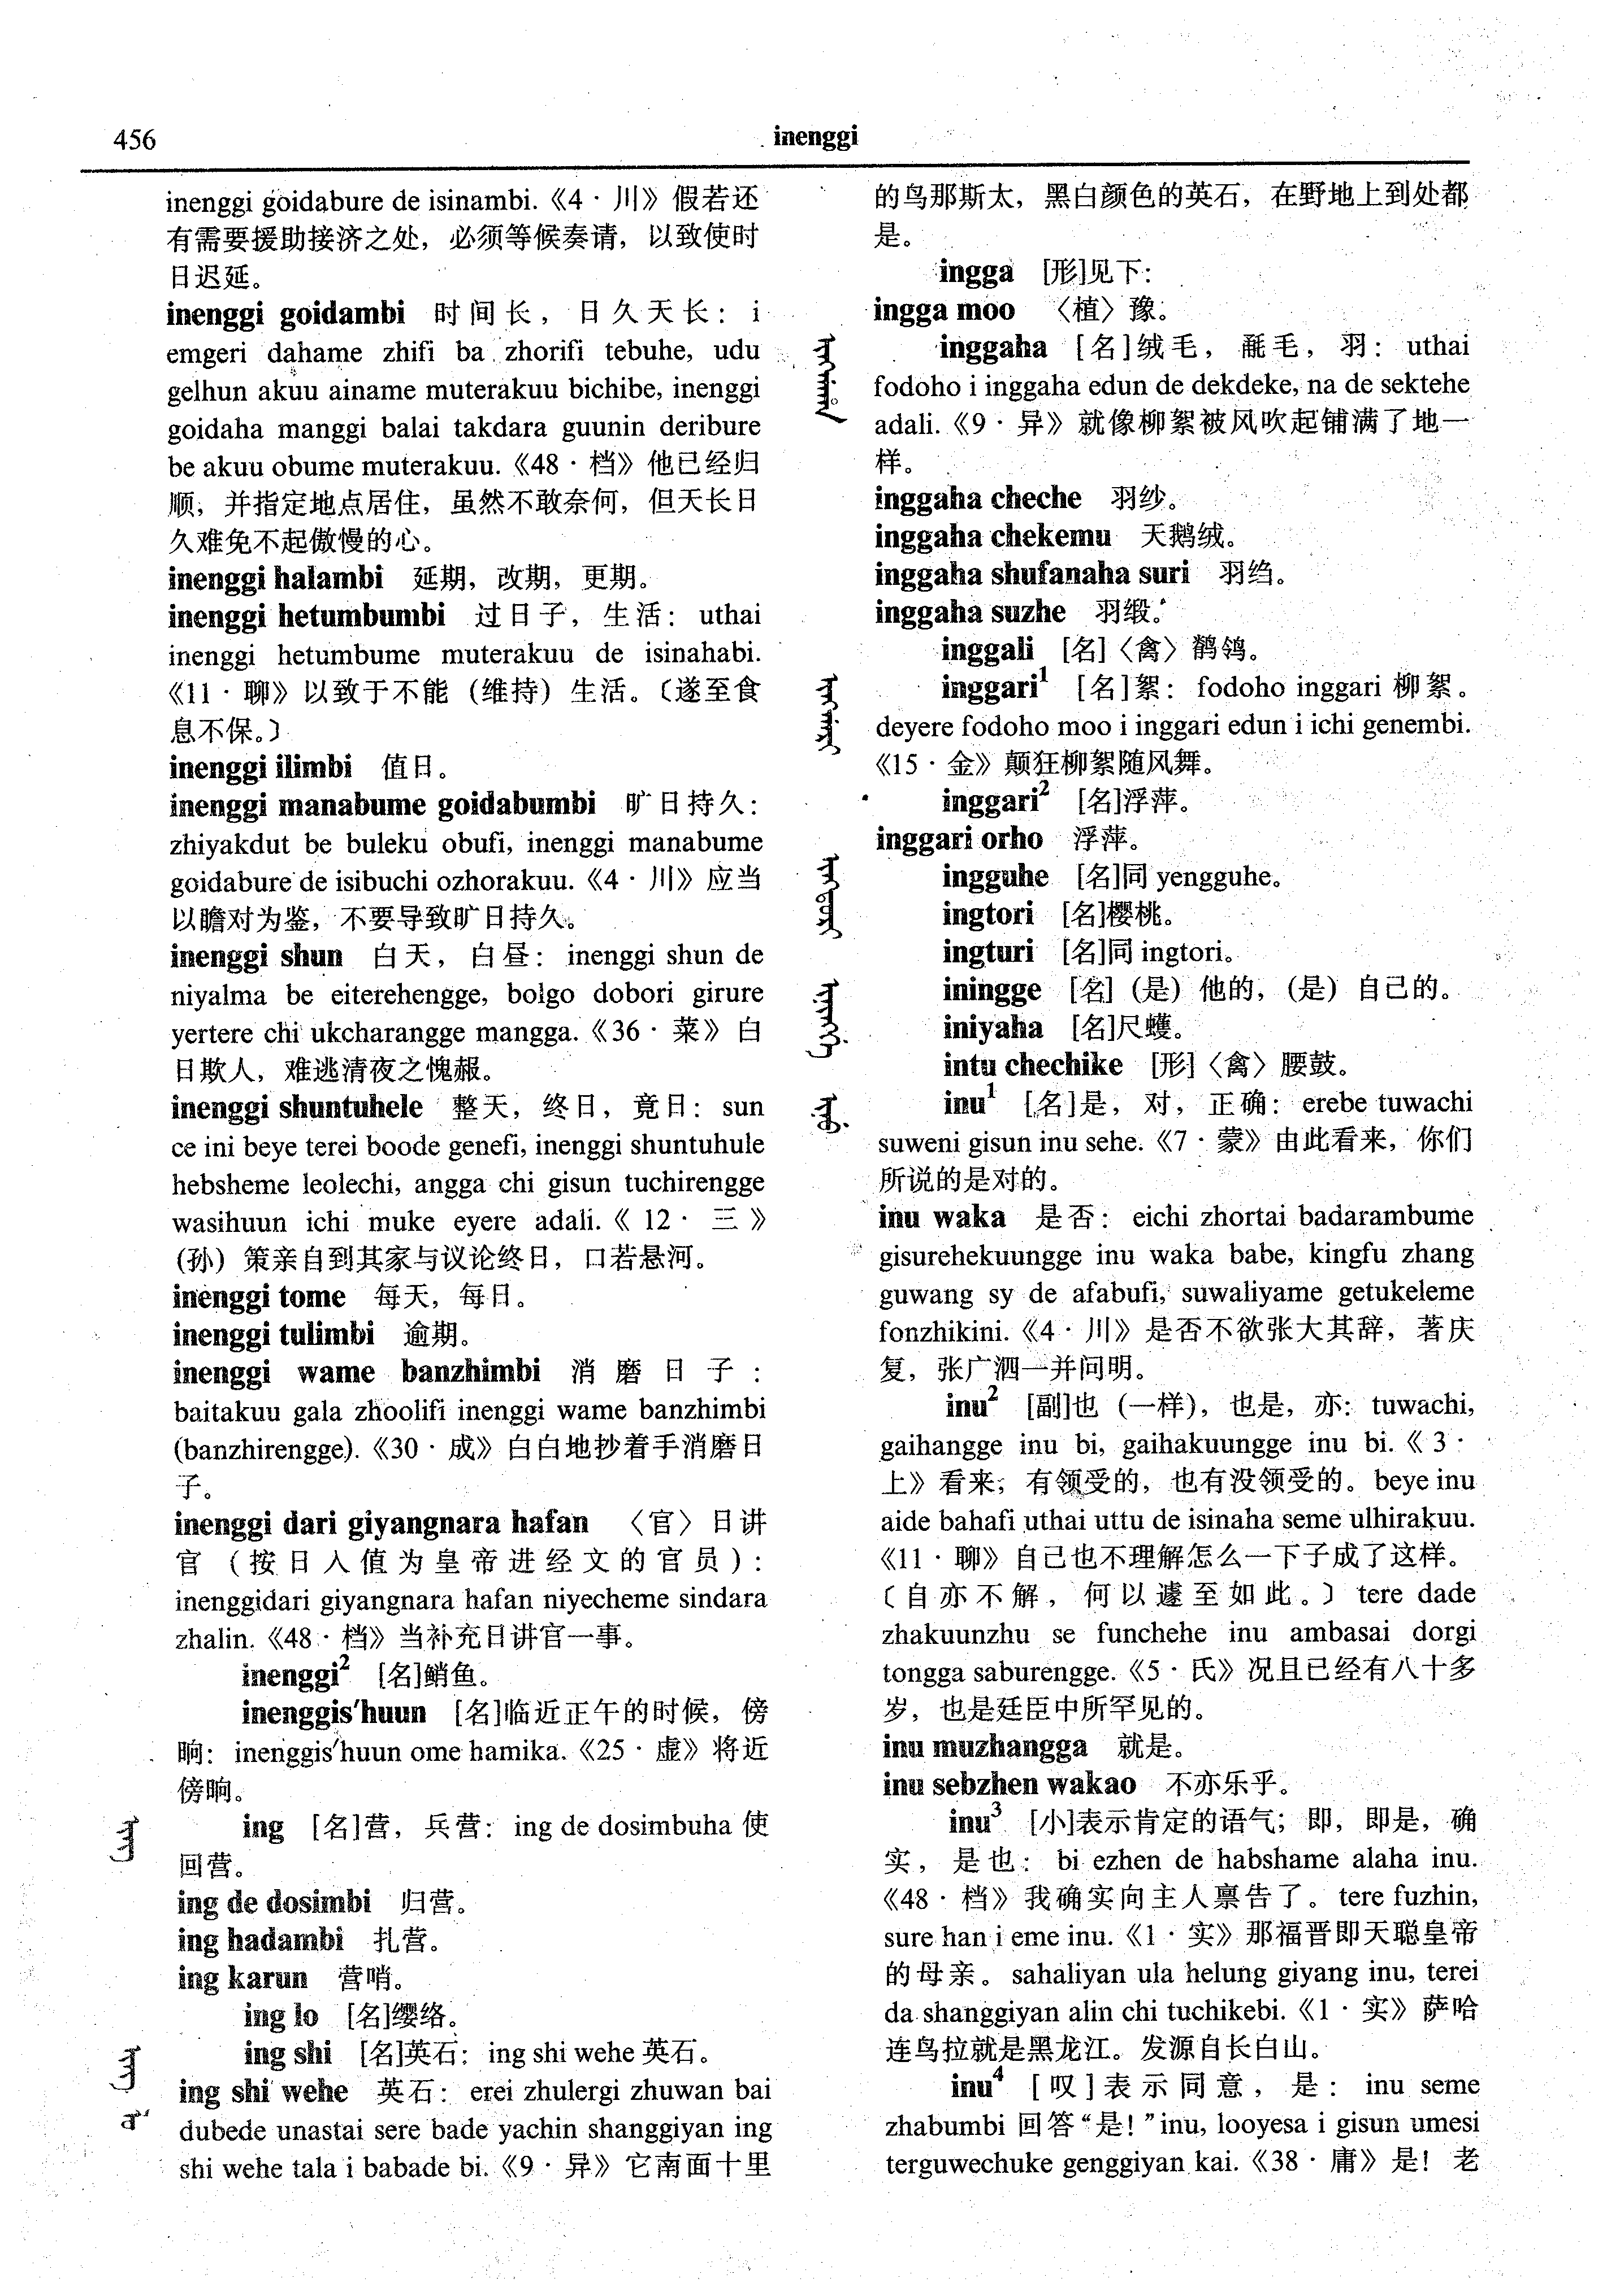 456
inenggi
inenggi goidabure de isinambi.《4 · 川》假若还
有需要援助接济之处，必须等候奏请，以致使时
日迟延。
inenggi goidambi 时间长，日久天长：i
emgeri dahame zhifi ba zhorifi tebuhe, udu
gelhun akuu ainame muterakuu bichibe, inenggi
goidaha manggi balai takdara guunin deribure
be akuu obume muterakuu.《48 · 档》他已经归
顺，并指定地点居住，虽然不敢奈何，但天长日
久难免不起傲慢的心。
inenggi halambi 延期，改期，更期。
inenggi hetumbumbi 过日子，生活：uthai
inenggi hetumbume muterakuu de isinahabi.
《11 · 聊》以致于不能（维持）生活。〔遂至食
息不保。〕
inenggi ilimbi 值日。
inenggi manabume goidabumbi 旷日持久：
zhiyakdut be buleku obufi, inenggi manabume
goidabure de isibuchi ozhorakuu.《4 · 川》应当
以瞻对为鉴，不要导致旷日持久。
inenggi shun 白天，白昼：inenggi shun de
niyalma be eiterehengge, bolgo dobori girure
yertere chi ukcharangge mangga.《36 · 菜》白
日欺人，难逃清夜之愧赧。
inenggi shuntuhele 整天，终日，竟日：sun
ce ini beye terei boode genefi, inenggi shuntuhule
hebsheme leolechi, angga chi gisun tuchirengge
wasihuun ichi muke eyere adali.《12 · 三》
（孙）策亲自到其家与议论终日，口若悬河。
inenggi tome 每天，每日。
inenggi tulimbi 逾期。
inenggi wame banzhimbi 消磨日子：
baitakuu gala zhoolifi inenggi wame banzhimbi
(banzhirengge).《30 · 成》白白地抄着手消磨日
子。
inenggi dari giyangnara hafan 〈官〉日讲
官（按日入值为皇帝进经文的官员）：
inenggidari giyangnara hafan niyecheme sindara
zhalin.《48 · 档》当补充日讲官一事。
inenggi² [名]鲔鱼。
inenggis'huun [名]临近正午的时候，傍
晌：inenggis'huun ome hamika.《25 · 虚》将近
傍晌。
ing [名]营，兵营：ing de dosimbuha 使
回营。
ing de dosimbi 归营。
ing hadambi 扎营。
ing karun 营哨。
ing lo [名]缨络。
ing shi [名]英石：ing shi wehe 英石。
ing shi wehe 英石：erei zhulergi zhuwan bai
dubede unastai sere bade yachin shanggiyan ing
shi wehe tala i babade bi.《9 · 异》它南面十里
的鸟那斯太，黑白颜色的英石，在野地上到处都
是。
ingga [形]见下：
ingga moo 〈植〉豫。
inggaha [名]绒毛，毹毛，羽：uthai
fodoho i inggaha edun de dekdeke, na de sektehe
adali.《9 · 异》就像柳絮被风吹起铺满了地一
样。
inggaha cheche 羽纱。
inggaha chekemu 天鹅绒。
inggaha shufanaha suri 羽绉。
inggaha suzhe 羽缎。
inggali [名]〈禽〉鹡鸰。
inggari¹ [名]絮：fodoho inggari 柳絮。
deyere fodoho moo i inggari edun i ichi genembi.
《15 · 金》颠狂柳絮随风舞。
inggari² [名]浮萍。
inggari orho 浮萍。
ingguhe [名]同 yengguhe。
ingtori [名]樱桃。
ingturi [名]同 ingtori。
iningge [名]（是）他的，（是）自己的。
iniyaha [名]尺蠖。
intu chechike [形]〈禽〉腰鼓。
inu¹ [名]是，对，正确：erebe tuwachi
suweni gisun inu sehe.《7 · 蒙》由此看来，你们
所说的是对的。
inu waka 是否：eichi zhortai badarambume
gisurehekuungge inu waka babe, kingfu zhang
guwang sy de afabufi, suwaliyame getukeleme
fonzhikini.《4 · 川》是否不欲张大其辞，著庆
复，张广泗一并问明。
inu² [副]也（一样），也是，亦：tuwachi,
gaihangge inu bi, gaihakuungge inu bi.《3 ·
上》看来；有领受的，也有没领受的。beye inu
aide bahafi uthai uttu de isinaha seme ulhirakuu.
《11 · 聊》自己也不理解怎么一下子成了这样。
〔自亦不解，何以遽至如此。〕tere dade
zhakuunzhu se funchehe inu ambasai dorgi
tongga saburengge.《5 · 氏》况且已经有八十多
岁，也是廷臣中所罕见的。
inu muzhangga 就是。
inu sebzhen wakao 不亦乐乎。
inu³ [小]表示肯定的语气；即，即是，确
实，是也：bi ezhen de habshame alaha inu.
《48 · 档》我确实向主人禀告了。tere fuzhin,
sure han i eme inu.《1 · 实》那福晋即天聪皇帝
的母亲。sahaliyan ula helung giyang inu, terei
da shanggiyan alin chi tuchikebi.《1 · 实》萨哈
连鸟拉就是黑龙江。发源自长白山。
inu⁴ [叹]表示同意，是：inu seme
zhabumbi 回答“是！”inu, looyesa i gisun umesi
terguwechuke genggiyan kai.《38 · 庸》是！老